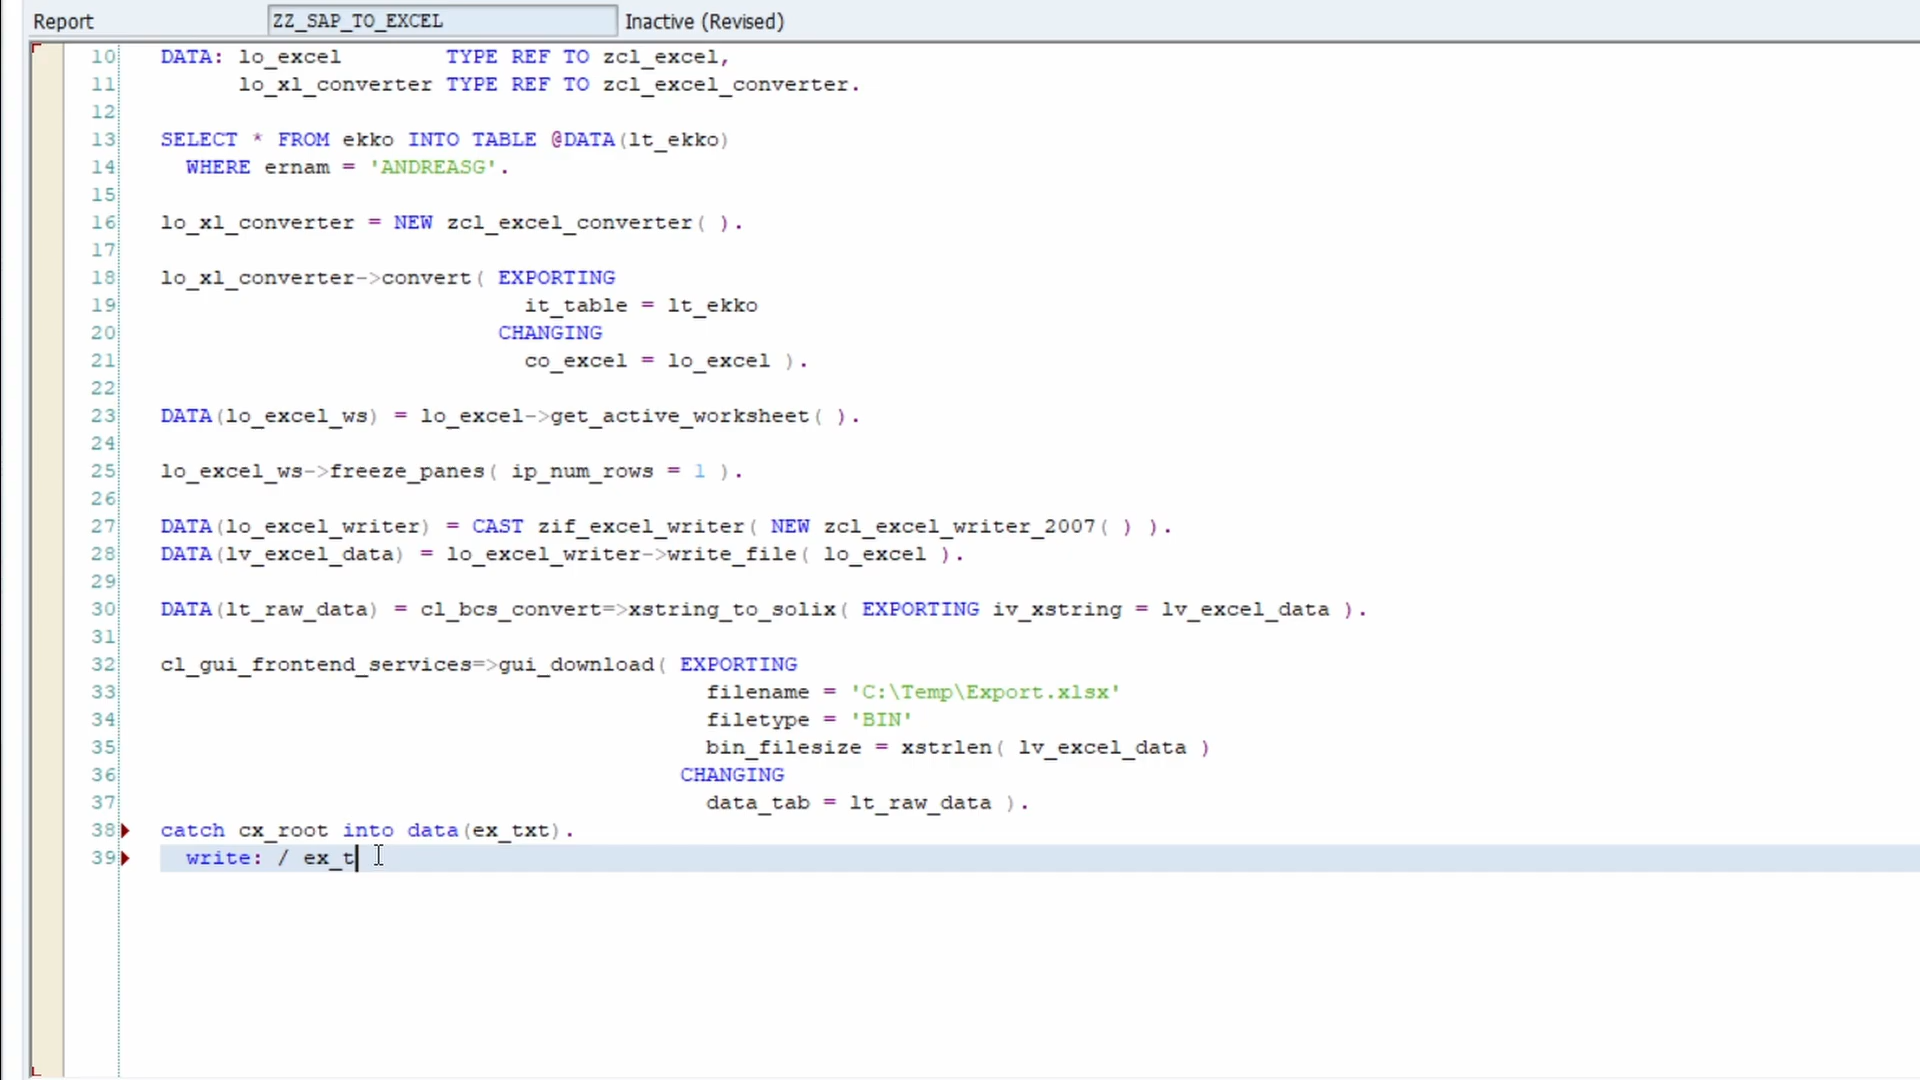 Report ZZ_SAP_TO_EXCEL Inactive (Revised)
10 DATA: lo_excel TYPE REF TO zcl_excel,
11 lo_xl_converter TYPE REF TO zcl_excel_converter.
12
13 SELECT * FROM ekko INTO TABLE @DATA(lt_ekko)
14 WHERE ernam = 'ANDREASG'.
15
16 lo_xl_converter = NEW zcl_excel_converter( ).
17
18 lo_xl_converter->convert( EXPORTING
19 it_table = lt_ekko
20 CHANGING
21 co_excel = lo_excel ).
22
23 DATA(lo_excel_ws) = lo_excel->get_active_worksheet( ).
24
25 lo_excel_ws->freeze_panes( ip_num_rows = 1 ).
26
27 DATA(lo_excel_writer) = CAST zif_excel_writer( NEW zcl_excel_writer_2007( ) ).
28 DATA(lv_excel_data) = lo_excel_writer->write_file( lo_excel ).
29
30 DATA(lt_raw_data) = cl_bcs_convert=>xstring_to_solix( EXPORTING iv_xstring = lv_excel_data ).
31
32 cl_gui_frontend_services=>gui_download( EXPORTING
33 filename = 'C:\Temp\Export.xlsx'
34 filetype = 'BIN'
35 bin_filesize = xstrlen( lv_excel_data )
36 CHANGING
37 data_tab = lt_raw_data ).
38 catch cx_root into data(ex_txt).
39 write: / ex_t